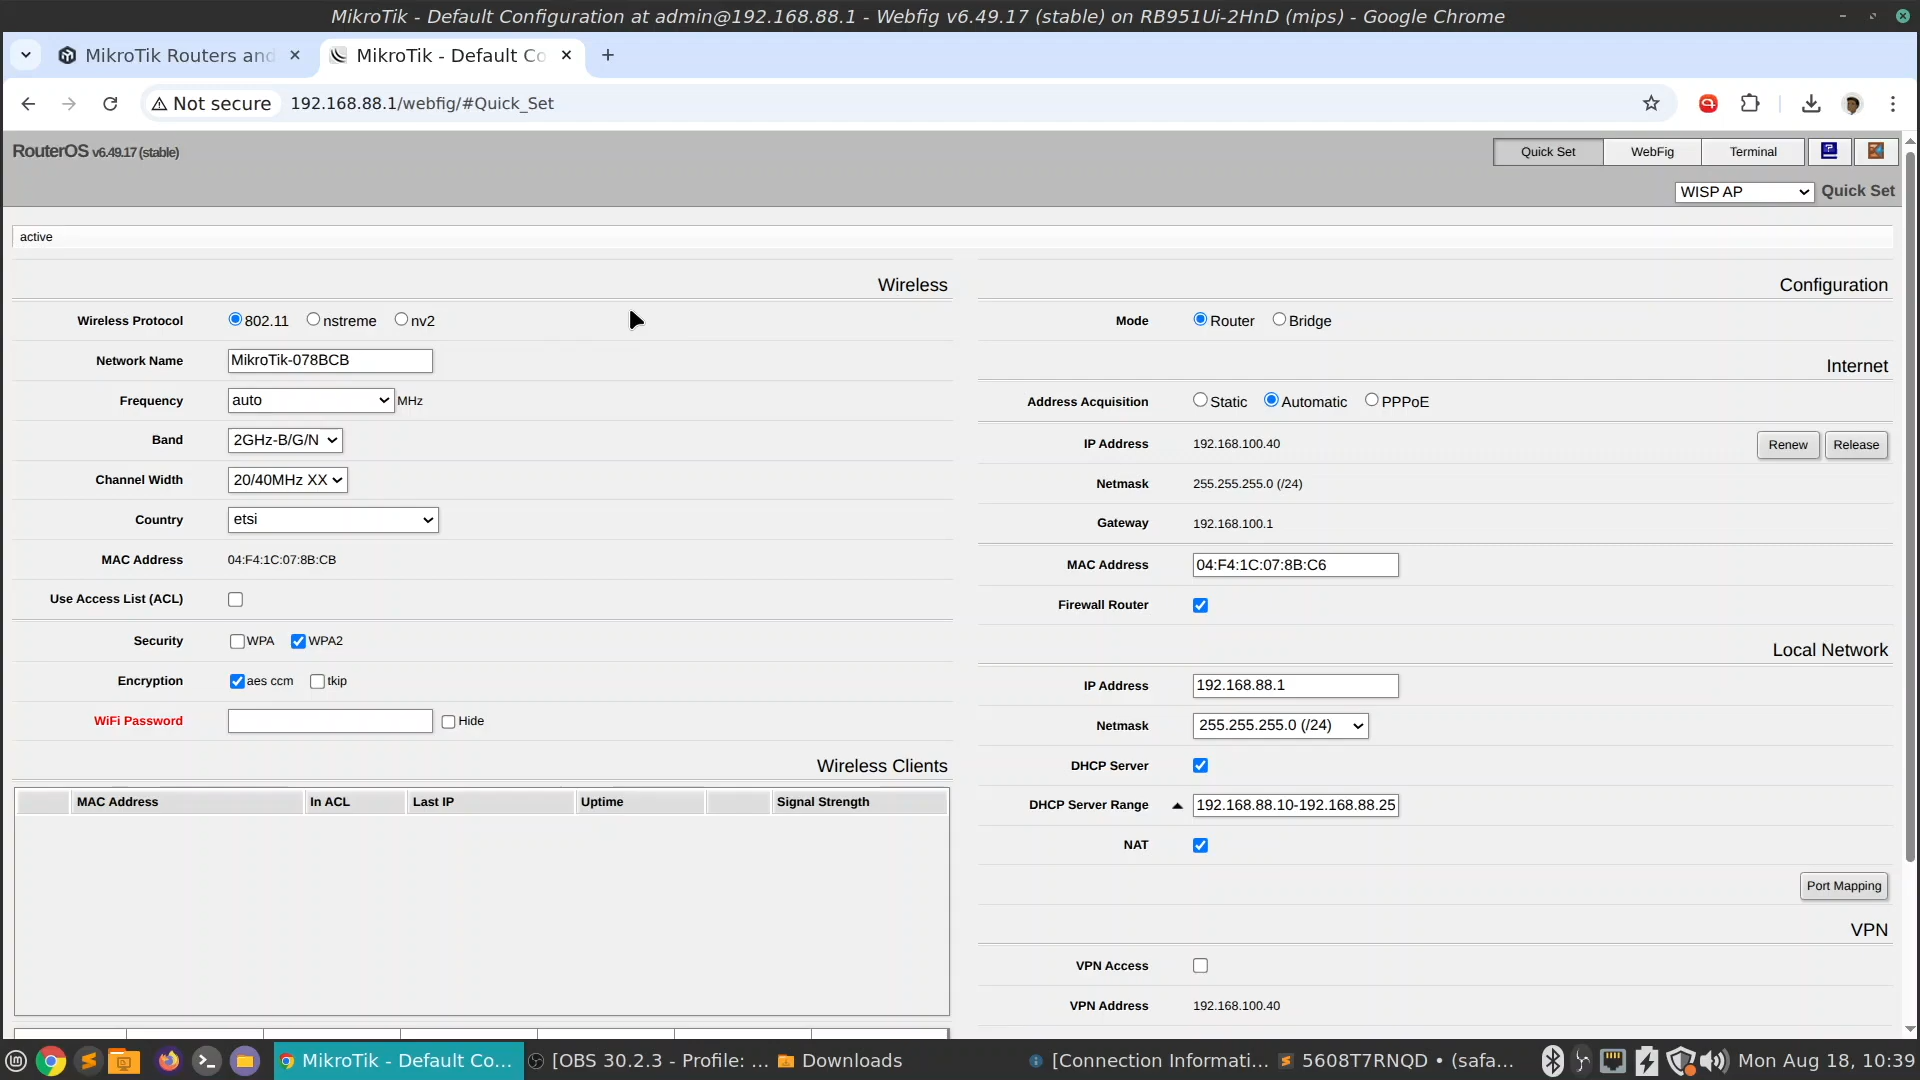 MikroTik - Default Configuration at admin@192.168.88.1 - Webfig v6.49.17 (stable) on RB951Ui-2HnD (mips) - Google Chrome
MikroTik Routers and
MikroTik - Default Co
Not secure
192.168.88.1/webfig/#Quick_Set
RouterOS v6.49.17 (stable)
Quick Set
WebFig
Terminal
WISP AP
Quick Set
active
Wireless
Wireless Protocol 802.11 nstreme nv2
Network Name MikroTik-078BCB
Frequency auto MHz
Band 2GHz-B/G/N
Channel Width 20/40MHz XX
Country etsi
MAC Address 04:F4:1C:07:8B:CB
Use Access List (ACL)
Security WPA WPA2
Encryption aes ccm tkip
WiFi Password Hide
Wireless Clients
MAC Address In ACL Last IP Uptime Signal Strength
Configuration
Mode Router Bridge
Internet
Address Acquisition Static Automatic PPPoE
IP Address 192.168.100.40 Renew Release
Netmask 255.255.255.0 (/24)
Gateway 192.168.100.1
MAC Address 04:F4:1C:07:8B:C6
Firewall Router
Local Network
IP Address 192.168.88.1
Netmask 255.255.255.0 (/24)
DHCP Server
DHCP Server Range 192.168.88.10-192.168.88.25
NAT
Port Mapping
VPN
VPN Access
VPN Address 192.168.100.40
MikroTik - Default Co...
[OBS 30.2.3 - Profile: ...
Downloads
[Connection Informati...
5608T7RNQD • (safa...
Mon Aug 18, 10:39